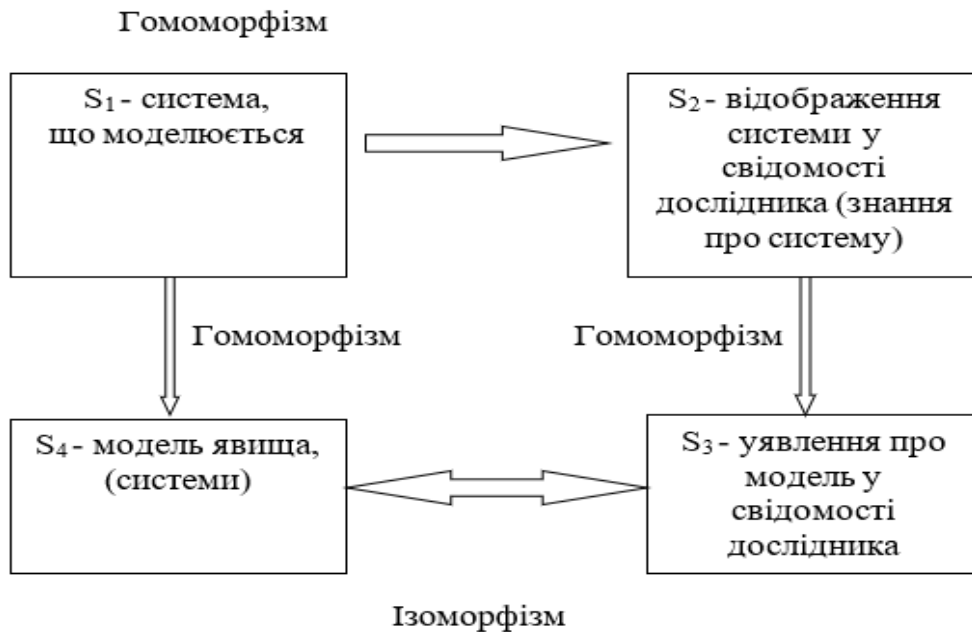 Гомоморфізм
S₁ - система,
що моделюється
S₂ - відображення
системи у
свідомості
дослідника (знання
про систему)
Гомоморфізм
Гомоморфізм
S₄ - модель явища,
(системи)
S₃ - уявлення про
модель у
свідомості
дослідника
Ізоморфізм